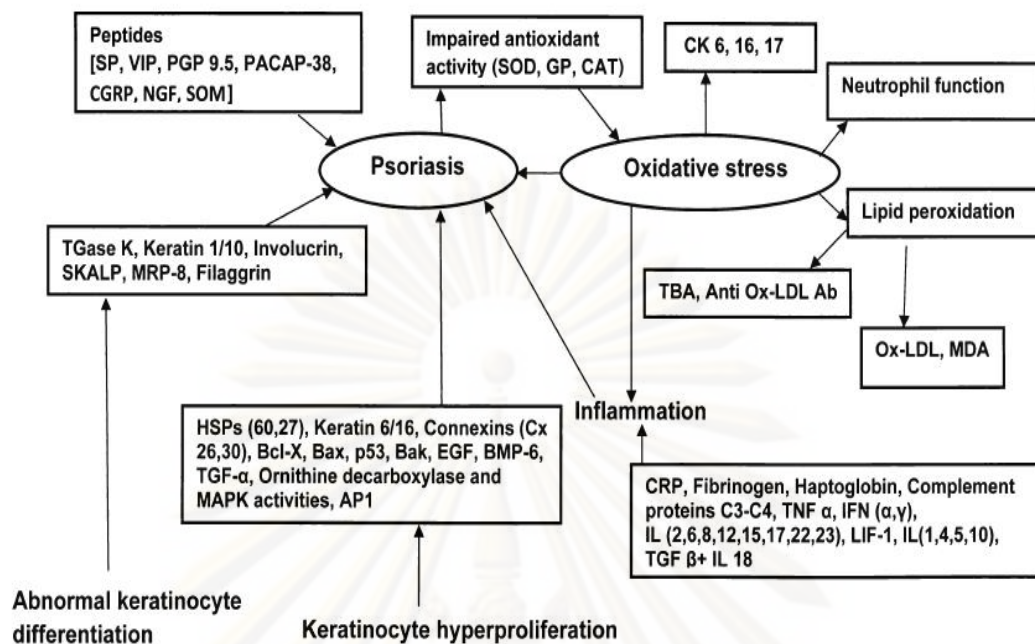 Peptides
[SP, VIP, PGP 9.5, PACAP-38,
CGRP, NGF, SOM]
Impaired antioxidant
activity (SOD, GP, CAT)
CK 6, 16, 17
Neutrophil function
Psoriasis
Oxidative stress
Lipid peroxidation
TGase K, Keratin 1/10, Involucrin,
SKALP, MRP-8, Filaggrin
TBA, Anti Ox-LDL Ab
Ox-LDL, MDA
Inflammation
HSPs (60,27), Keratin 6/16, Connexins (Cx
26,30), Bcl-X, Bax, p53, Bak, EGF, BMP-6,
TGF-α, Ornithine decarboxylase and
MAPK activities, AP1
CRP, Fibrinogen, Haptoglobin, Complement
proteins C3-C4, TNF α, IFN (α,γ),
IL (2,6,8,12,15,17,22,23), LIF-1, IL(1,4,5,10),
TGF β+ IL 18
Abnormal keratinocyte
differentiation
Keratinocyte hyperproliferation